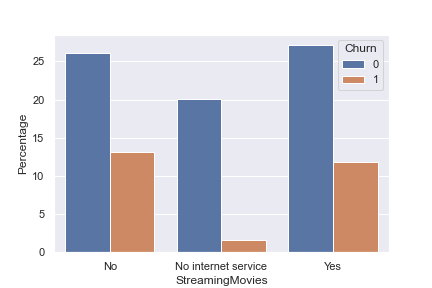 Churn
0
1
25
20
15
10
5
0
Percentage
No
No internet service
Yes
StreamingMovies